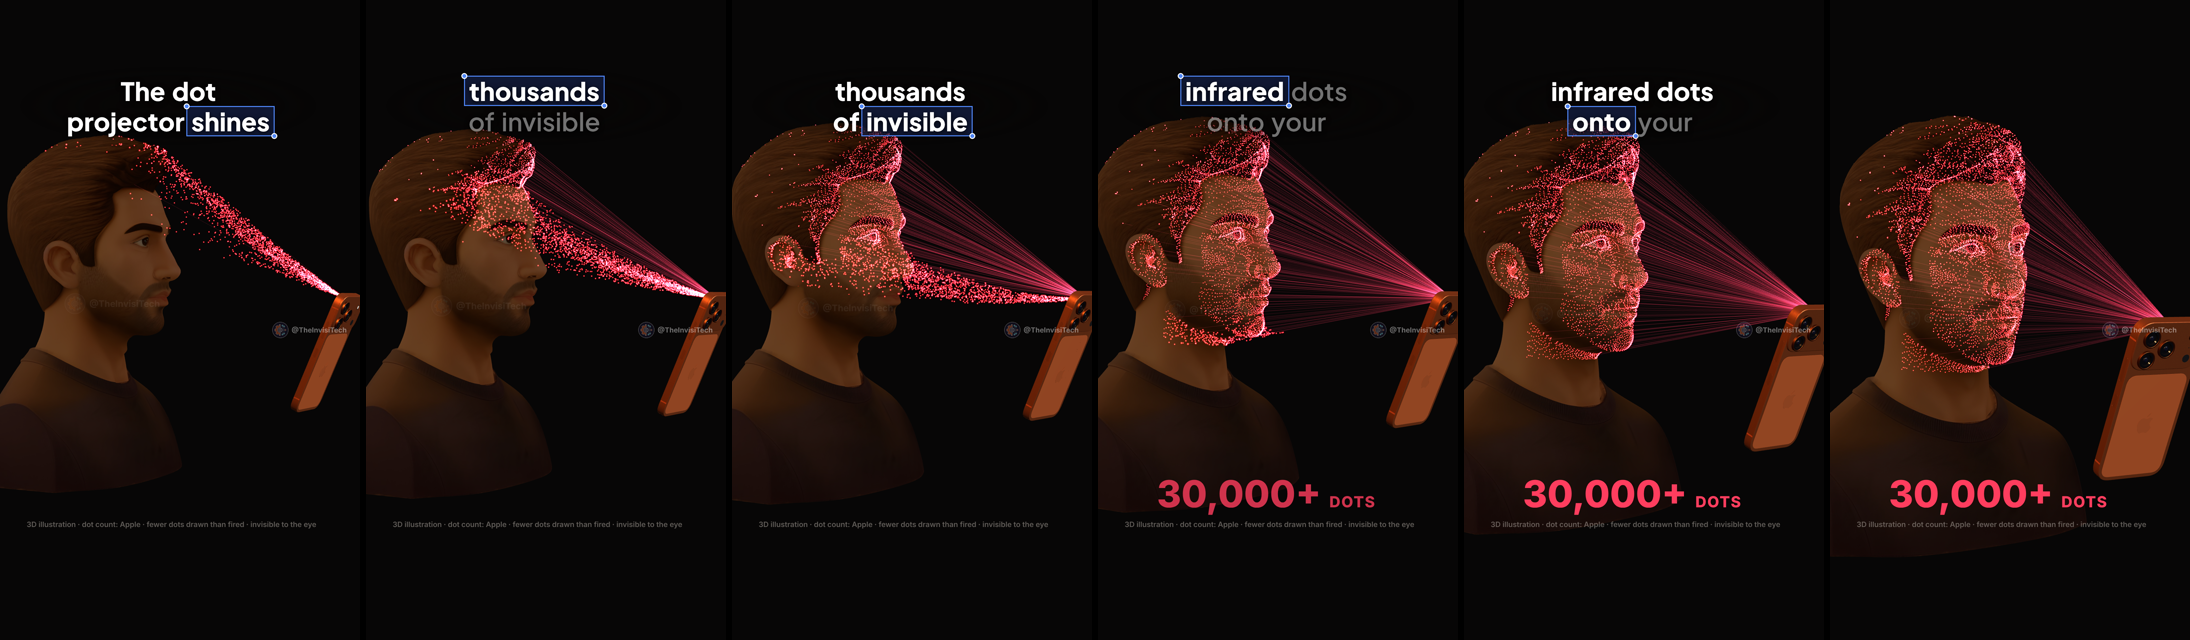 The dot
projector shines
@TheInvisiTech
@TheInvisiTech
3D illustration · dot count: Apple · fewer dots drawn than fired · invisible to the eye
thousands
of invisible
@TheInvisiTech
@TheInvisiTech
3D illustration · dot count: Apple · fewer dots drawn than fired · invisible to the eye
thousands
of invisible
@TheInvisiTech
@TheInvisiTech
3D illustration · dot count: Apple · fewer dots drawn than fired · invisible to the eye
infrared dots
onto your
@TheInvisiTech
30,000+ DOTS
3D illustration · dot count: Apple · fewer dots drawn than fired · invisible to the eye
infrared dots
onto your
@TheInvisiTech
30,000+ DOTS
3D illustration · dot count: Apple · fewer dots drawn than fired · invisible to the eye
@TheInvisiTech
30,000+ DOTS
3D illustration · dot count: Apple · fewer dots drawn than fired · invisible to the eye